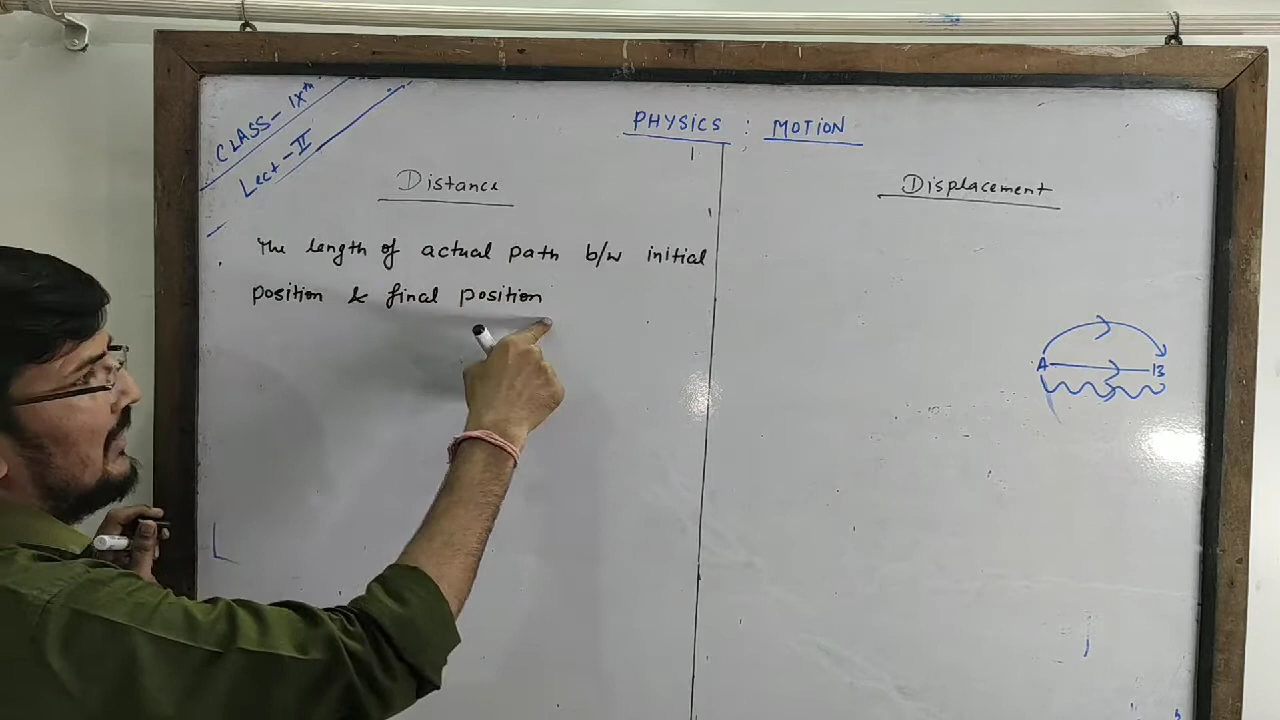 CLASS- IXth
Lect - II
PHYSICS : MOTION
Distance
Displacement
The length of actual path b/w initial
position & final position
A B